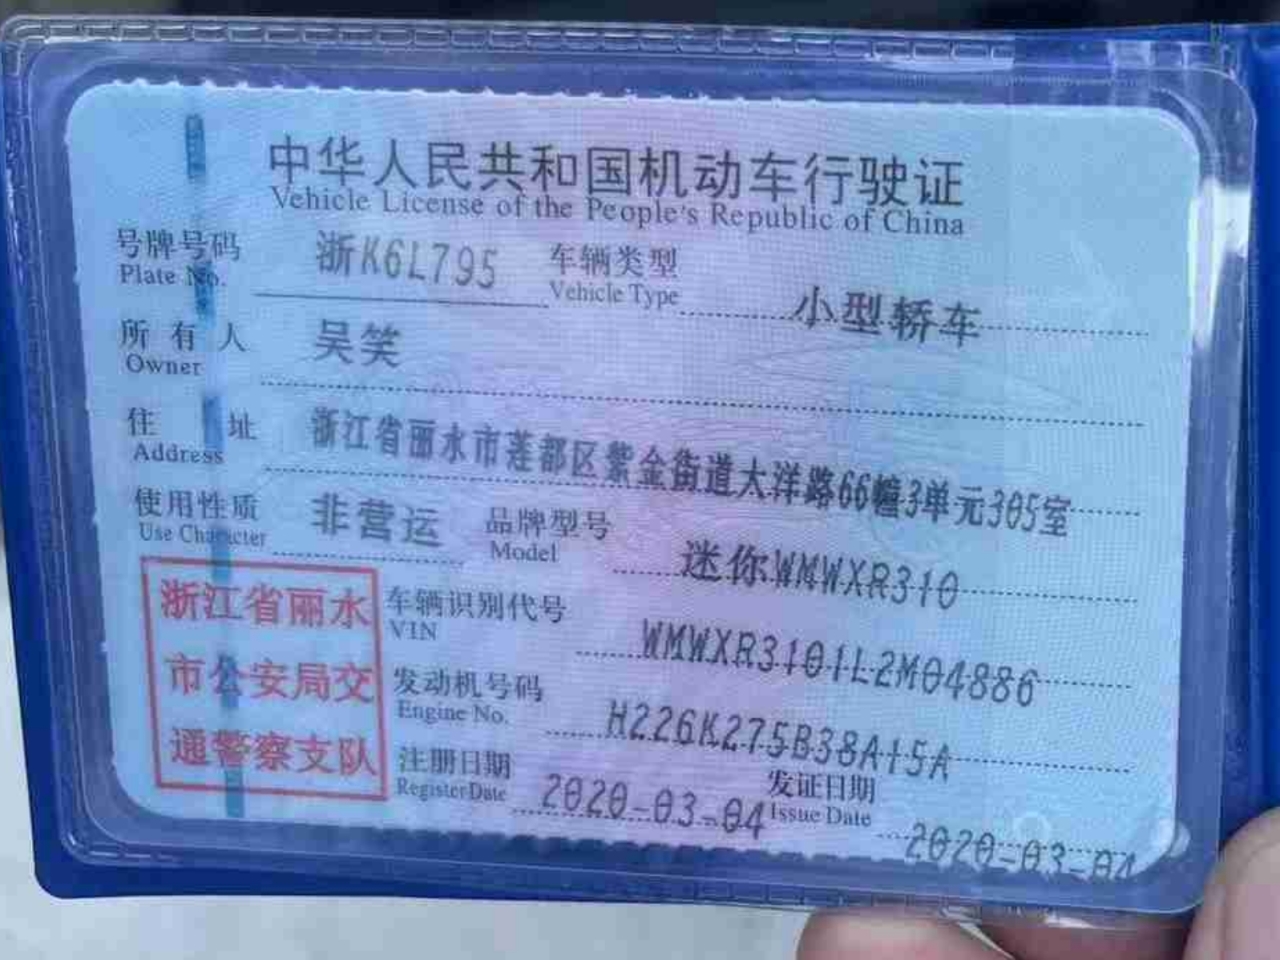 中华人民共和国机动车行驶证
Vehicle License of the People's Republic of China
号牌号码 浙K6L795 车辆类型 小型轿车
Plate No. Vehicle Type
所有人 吴笑
Owner
住址 浙江省丽水市莲都区紫金街道大洋路66幢3单元305室
Address
使用性质 非营运 品牌型号 迷你WMWXR310
Use Character Model
浙江省丽水
市公安局交
通警察支队
车辆识别代号 WMWXR3101L2M04886
VIN
发动机号码 H226K275B38A15A
Engine No.
注册日期 2020-03-04 发证日期 2020-03-04
Register Date Issue Date